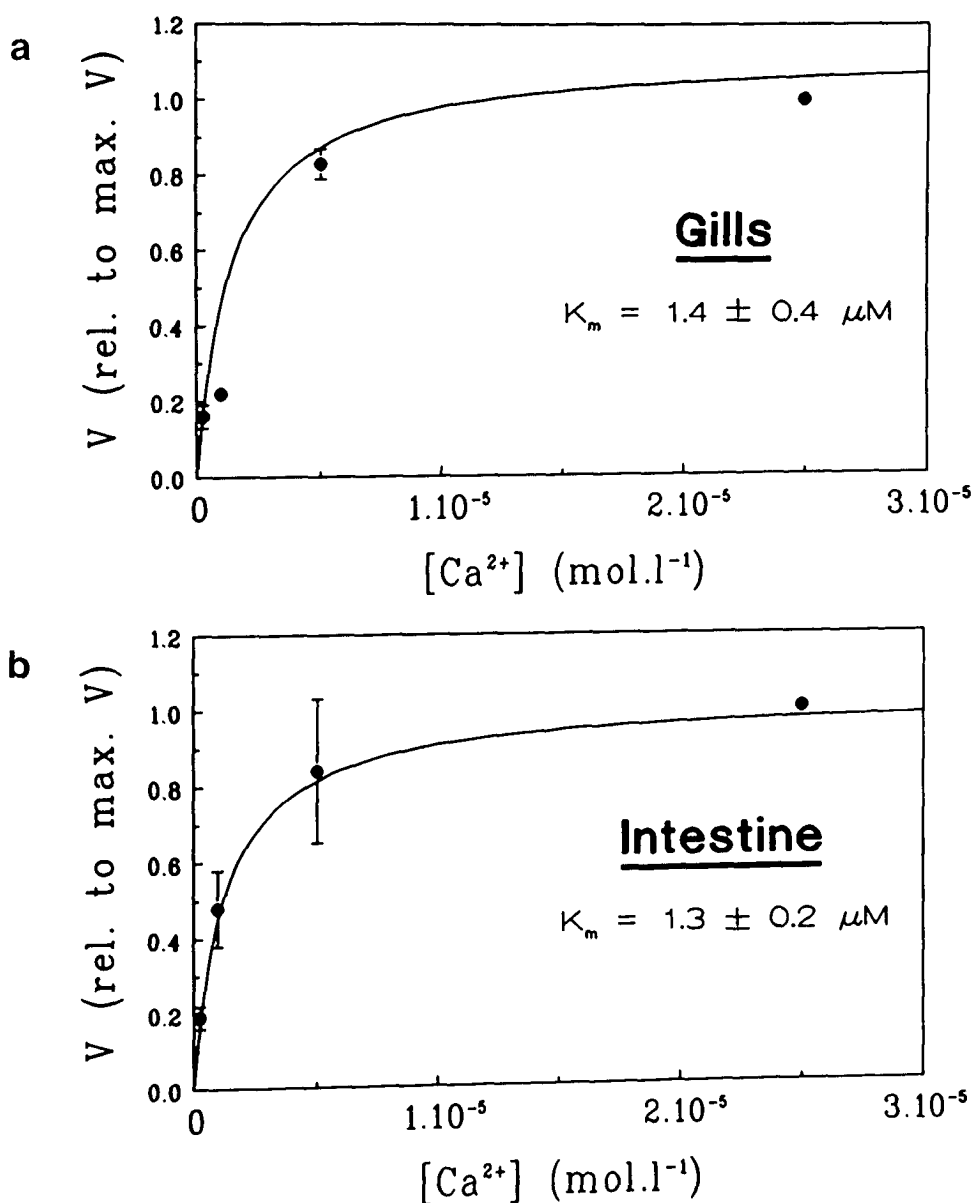 a
V (rel. to max. V)
1.2
1.0
0.8
0.6
0.4
0.2
0.0
Gills
Kₘ = 1.4 ± 0.4 μM
0 1.10⁻⁵ 2.10⁻⁵ 3.10⁻⁵
[Ca²⁺] (mol.l⁻¹)
b
V (rel. to max. V)
1.2
1.0
0.8
0.6
0.4
0.2
0.0
Intestine
Kₘ = 1.3 ± 0.2 μM
0 1.10⁻⁵ 2.10⁻⁵ 3.10⁻⁵
[Ca²⁺] (mol.l⁻¹)